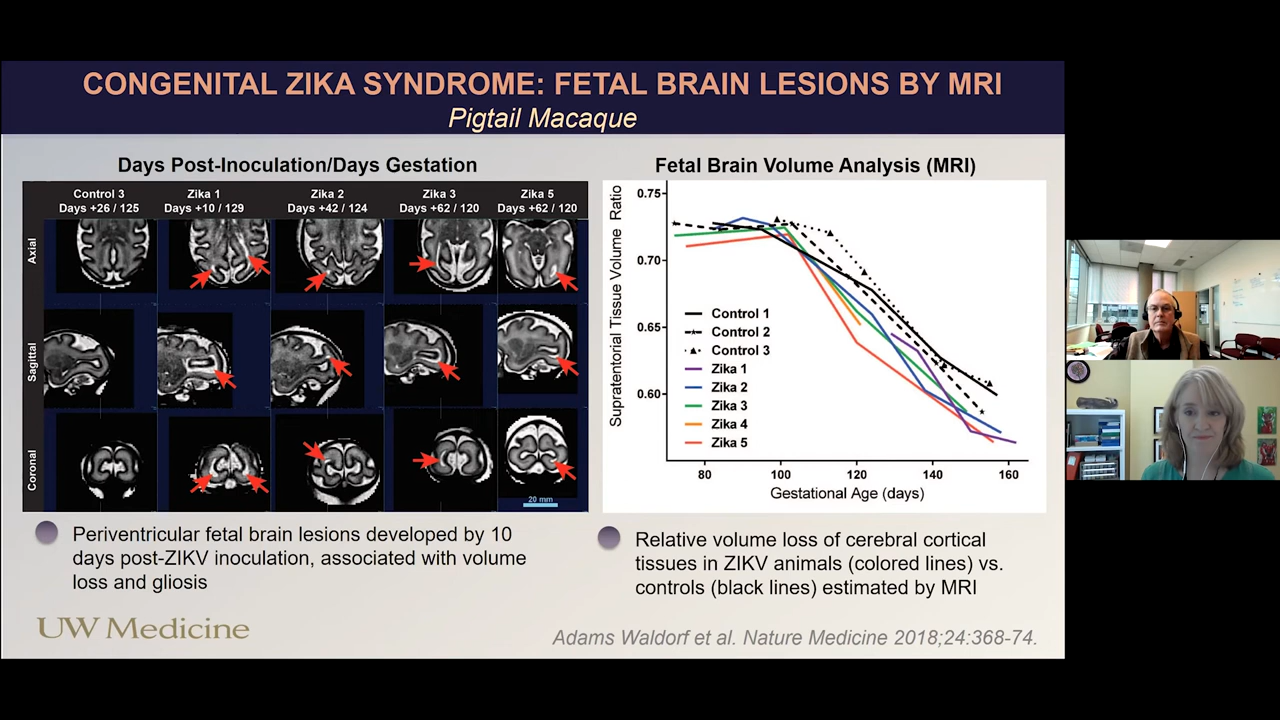 CONGENITAL ZIKA SYNDROME: FETAL BRAIN LESIONS BY MRI
Pigtail Macaque
Days Post-Inoculation/Days Gestation
Control 3
Days +26 / 125
Zika 1
Days +10 / 129
Zika 2
Days +42 / 124
Zika 3
Days +62 / 120
Zika 5
Days +62 / 120
Axial
Sagittal
Coronal
20 mm
Periventricular fetal brain lesions developed by 10
days post-ZIKV inoculation, associated with volume
loss and gliosis
Fetal Brain Volume Analysis (MRI)
Supratentorial Tissue Volume Ratio
0.75
0.70
0.65
0.60
Control 1
Control 2
Control 3
Zika 1
Zika 2
Zika 3
Zika 4
Zika 5
80 100 120 140 160
Gestational Age (days)
Relative volume loss of cerebral cortical
tissues in ZIKV animals (colored lines) vs.
controls (black lines) estimated by MRI
UW Medicine
Adams Waldorf et al. Nature Medicine 2018;24:368-74.